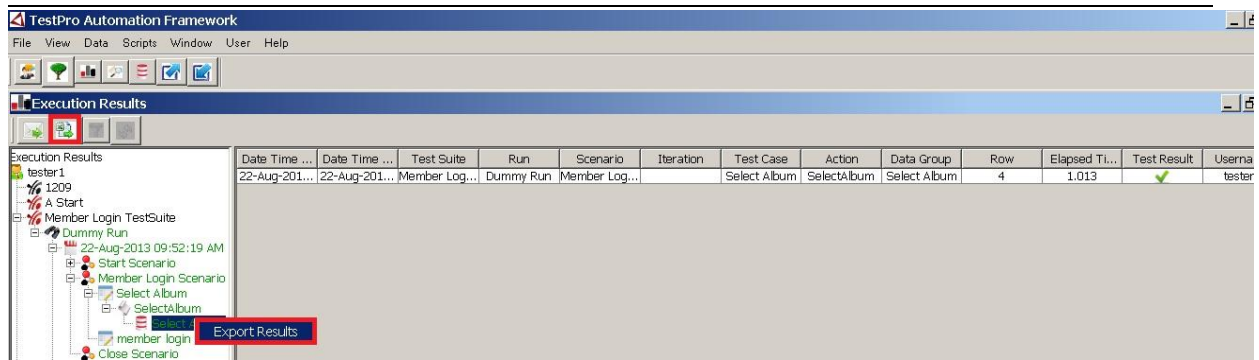 TestPro Automation Framework
File View Data Scripts Window User Help
Execution Results
Execution Results
tester1
1209
A Start
Member Login TestSuite
Dummy Run
22-Aug-2013 09:52:19 AM
Start Scenario
Member Login Scenario
Select Album
SelectAlbum
Select A
member login
Close Scenario
Export Results
Date Time ... Date Time ... Test Suite Run Scenario Iteration Test Case Action Data Group Row Elapsed Ti... Test Result Userna
22-Aug-201... 22-Aug-201... Member Log... Dummy Run Member Log... Select Album SelectAlbum Select Album 4 1.013 tester